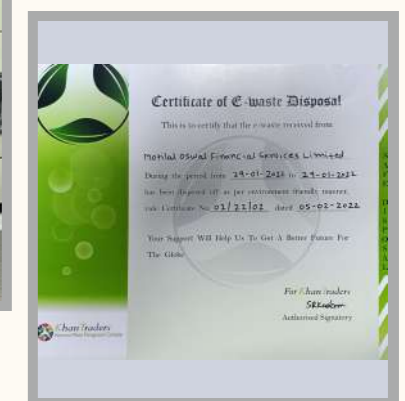 Certificate of E-waste Disposal
This is to certify that the e-waste received from
Motilal Oswal Financial Services Limited
During the period from 29-01-2022 to 29-01-2022
has been disposed off as per environment friendly manner,
vide Certificate No. 01/22/02 dated 05-02-2022
Your Support Will Help Us To Get A Better Future For
The Globe
For Khan Traders
Authorised Signatory
Khan Traders
SAFE DISPOSAL